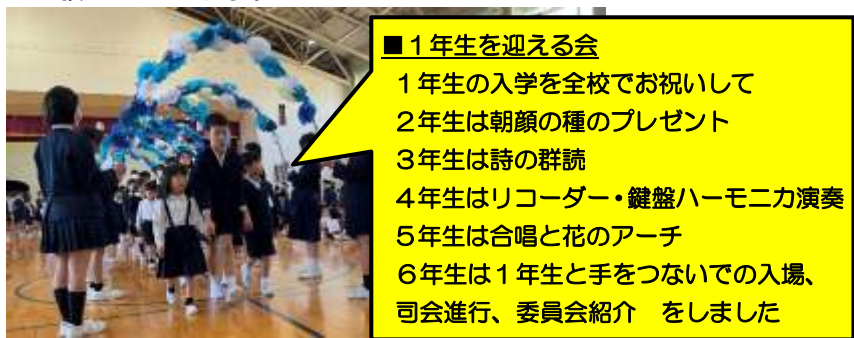 ■１年生を迎える会
１年生の入学を全校でお祝いして
２年生は朝顔の種のプレゼント
３年生は詩の群読
４年生はリコーダー・鍵盤ハーモニカ演奏
５年生は合唱と花のアーチ
６年生は１年生と手をつないでの入場、
司会進行、委員会紹介　をしました